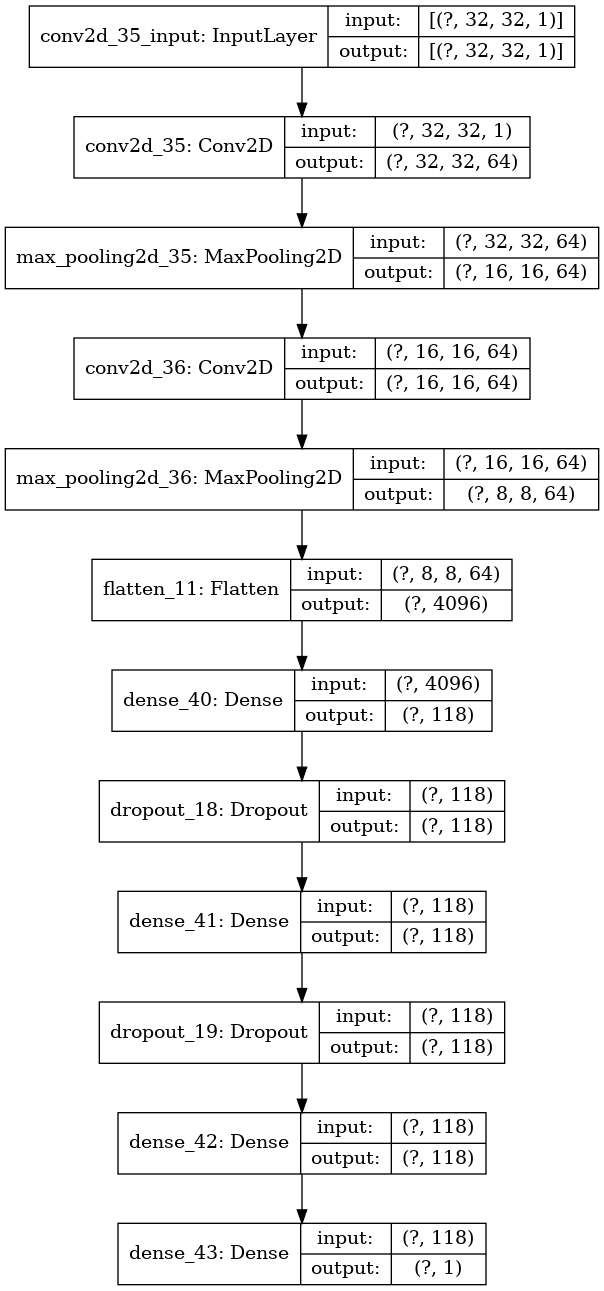 conv2d_35_input: InputLayer
input:
[(?, 32, 32, 1)]
output:
[(?, 32, 32, 1)]
conv2d_35: Conv2D
input:
(?, 32, 32, 1)
output:
(?, 32, 32, 64)
max_pooling2d_35: MaxPooling2D
input:
(?, 32, 32, 64)
output:
(?, 16, 16, 64)
conv2d_36: Conv2D
input:
(?, 16, 16, 64)
output:
(?, 16, 16, 64)
max_pooling2d_36: MaxPooling2D
input:
(?, 16, 16, 64)
output:
(?, 8, 8, 64)
flatten_11: Flatten
input:
(?, 8, 8, 64)
output:
(?, 4096)
dense_40: Dense
input:
(?, 4096)
output:
(?, 118)
dropout_18: Dropout
input:
(?, 118)
output:
(?, 118)
dense_41: Dense
input:
(?, 118)
output:
(?, 118)
dropout_19: Dropout
input:
(?, 118)
output:
(?, 118)
dense_42: Dense
input:
(?, 118)
output:
(?, 118)
dense_43: Dense
input:
(?, 118)
output:
(?, 1)